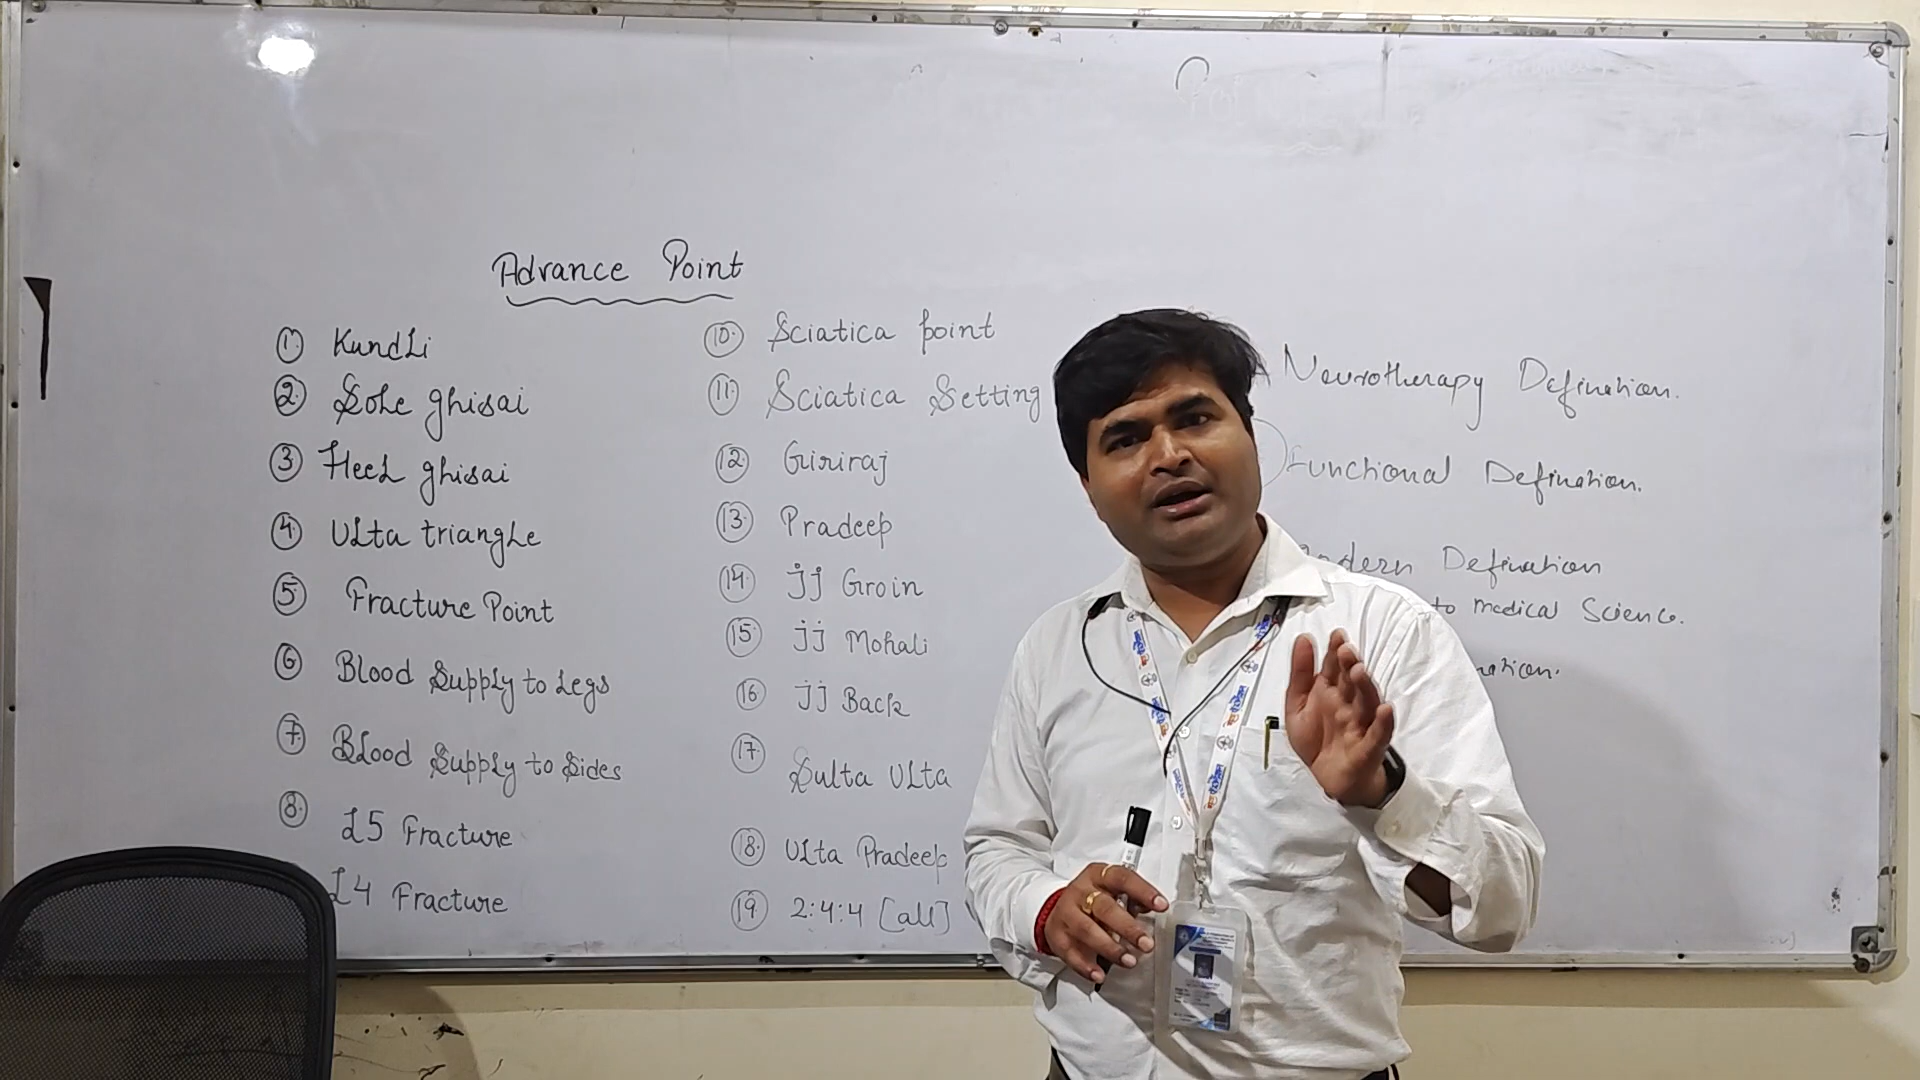 Advance Point
① Kundli
② Sole ghisai
③ Heel ghisai
④ Ulta triangle
⑤ Fracture Point
⑥ Blood Supply to Legs
⑦ Blood Supply to Sides
⑧ L5 Fracture
L4 Fracture
⑩ Sciatica point
⑪ Sciatica Setting
⑫ Giriraj
⑬ Pradeep
⑭ jj Groin
⑮ jj Mohali
⑯ jj Back
⑰ Sulta Ulta
⑱ Ulta Pradeep
⑲ 2:4:4 [all]
Neurotherapy Defination.
Functional Defination.
Defination
to medical Science.